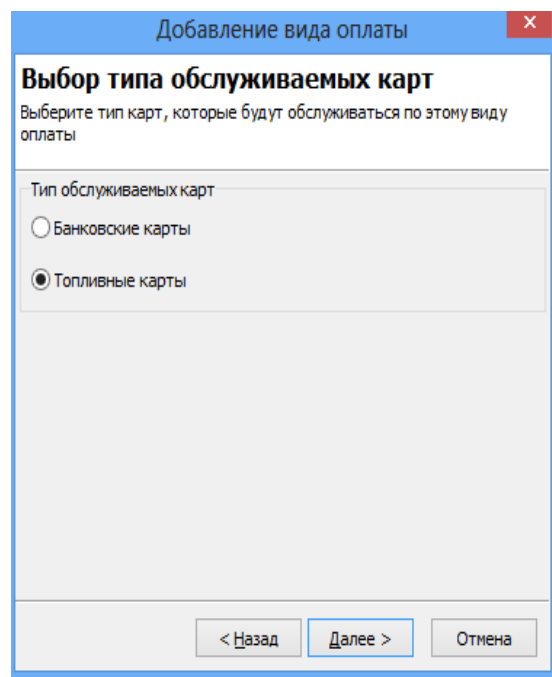 Добавление вида оплаты
Выбор типа обслуживаемых карт
Выберите тип карт, которые будут обслуживаться по этому виду
оплаты
Тип обслуживаемых карт
Банковские карты
Топливные карты
< Назад Далее > Отмена